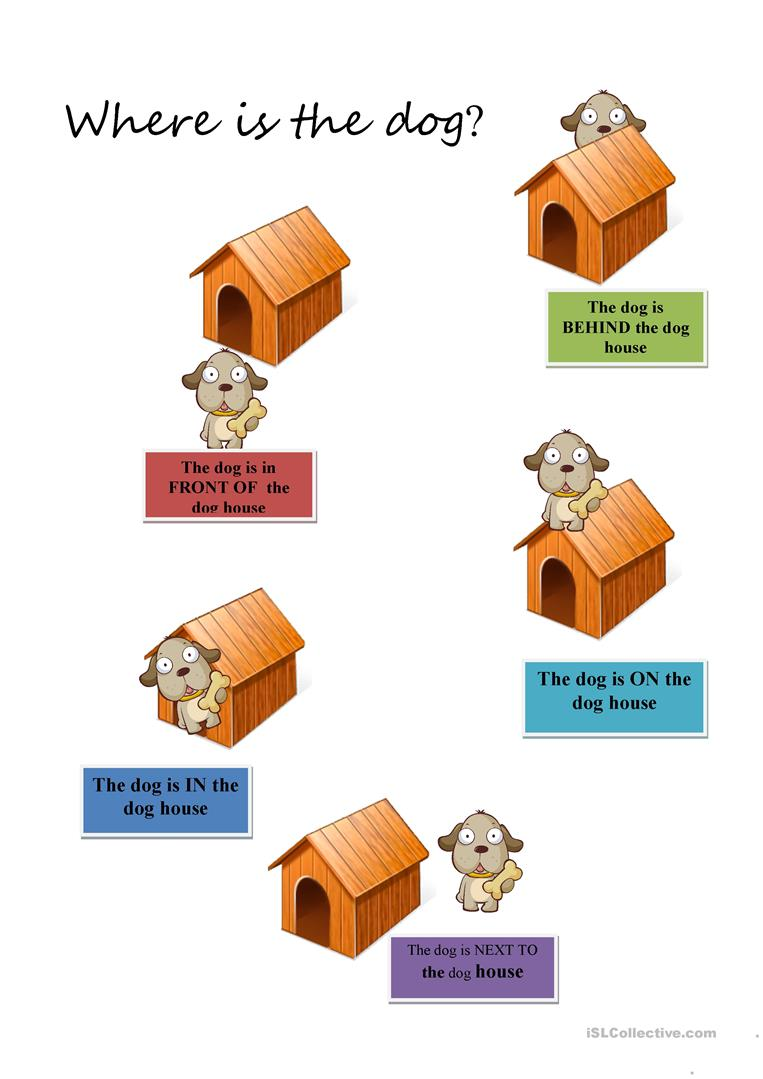 Where is the dog?
The dog is
BEHIND the dog
house
The dog is in
FRONT OF the
dog house
The dog is ON the
dog house
The dog is IN the
dog house
The dog is NEXT TO
the dog house
iSLCollective.com